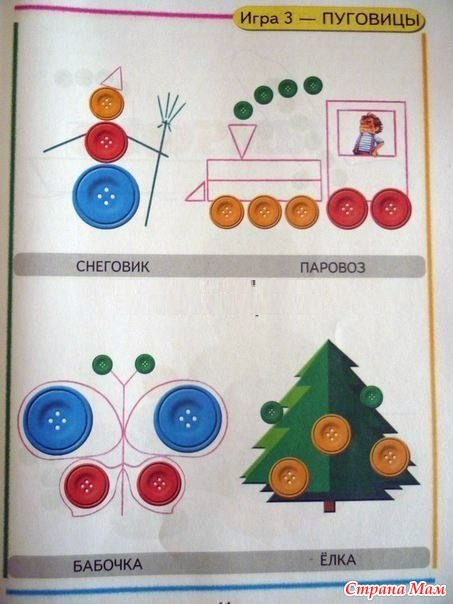 Игра 3 — ПУГОВИЦЫ
СНЕГОВИК
ПАРОВОЗ
БАБОЧКА
ЁЛКА
Страна Мам